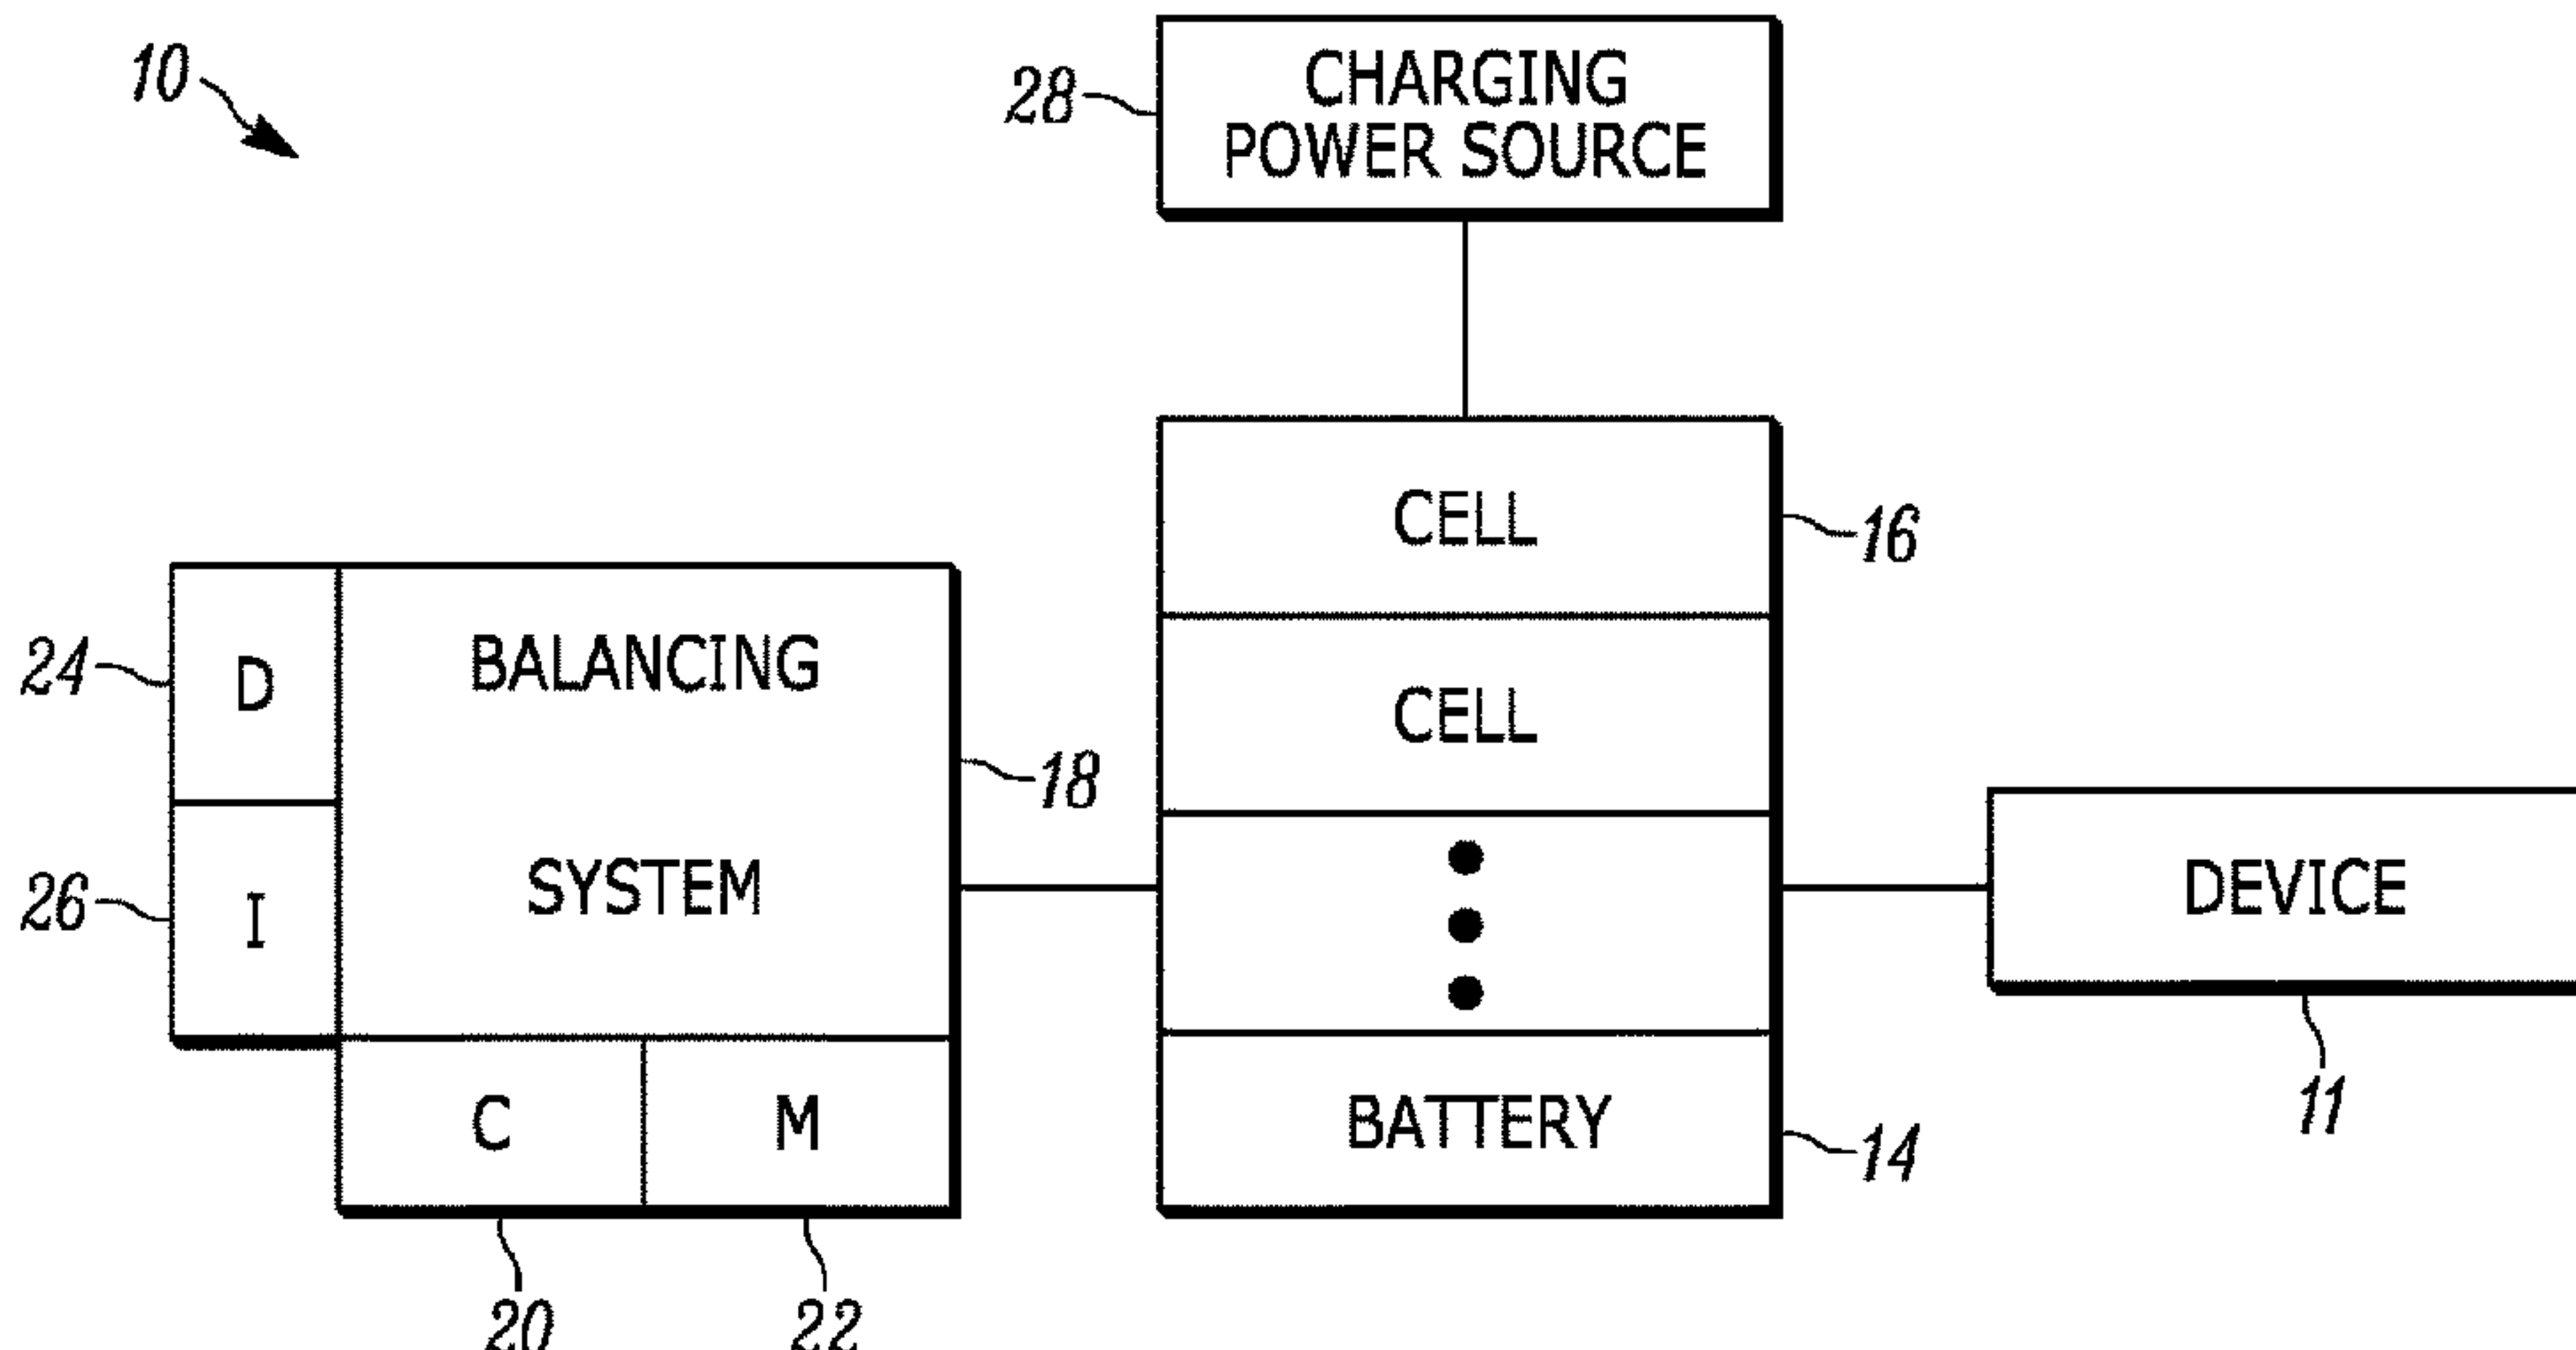 10
28
CHARGING
POWER SOURCE
CELL
16
24
D
BALANCING
CELL
18
26
I
SYSTEM
DEVICE
C
M
BATTERY
14
11
20
22